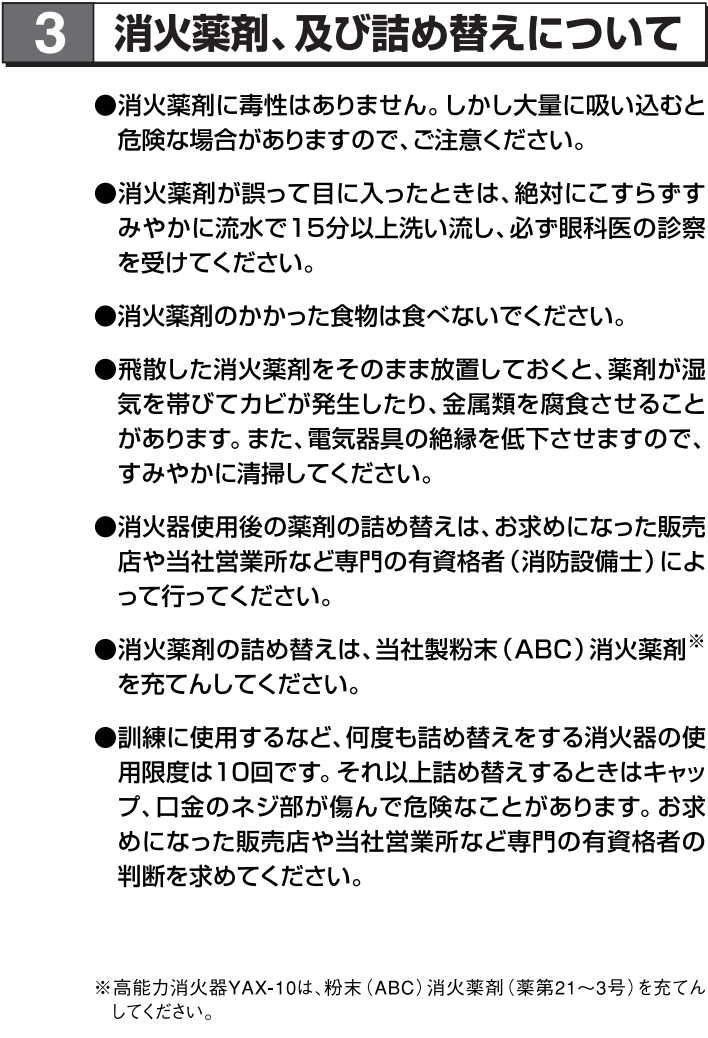 3 消火薬剤、及び詰め替えについて
●消火薬剤に毒性はありません。しかし大量に吸い込むと
危険な場合がありますので、ご注意ください。
●消火薬剤が誤って目に入ったときは、絶対にこすらずす
みやかに流水で15分以上洗い流し、必ず眼科医の診察
を受けてください。
●消火薬剤のかかった食物は食べないでください。
●飛散した消火薬剤をそのまま放置しておくと、薬剤が湿
気を帯びてカビが発生したり、金属類を腐食させること
があります。また、電気器具の絶縁を低下させますので、
すみやかに清掃してください。
●消火器使用後の薬剤の詰め替えは、お求めになった販売
店や当社営業所など専門の有資格者(消防設備士)によ
って行ってください。
●消火薬剤の詰め替えは、当社製粉末(ABC)消火薬剤※
を充てんしてください。
●訓練に使用するなど、何度も詰め替えをする消火器の使
用限度は10回です。それ以上詰め替えするときはキャッ
プ、口金のネジ部が傷んで危険なことがあります。お求
めになった販売店や当社営業所など専門の有資格者の
判断を求めてください。
※高能力消火器YAX-10は、粉末(ABC)消火薬剤(薬第21〜3号)を充てん
してください。